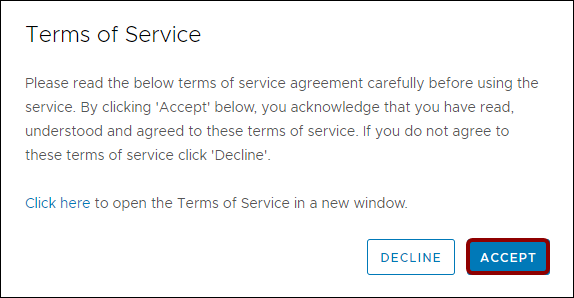 Terms of Service
Please read the below terms of service agreement carefully before using the
service. By clicking 'Accept' below, you acknowledge that you have read,
understood and agreed to these terms of service. If you do not agree to
these terms of service click 'Decline'.
Click here to open the Terms of Service in a new window.
DECLINE ACCEPT